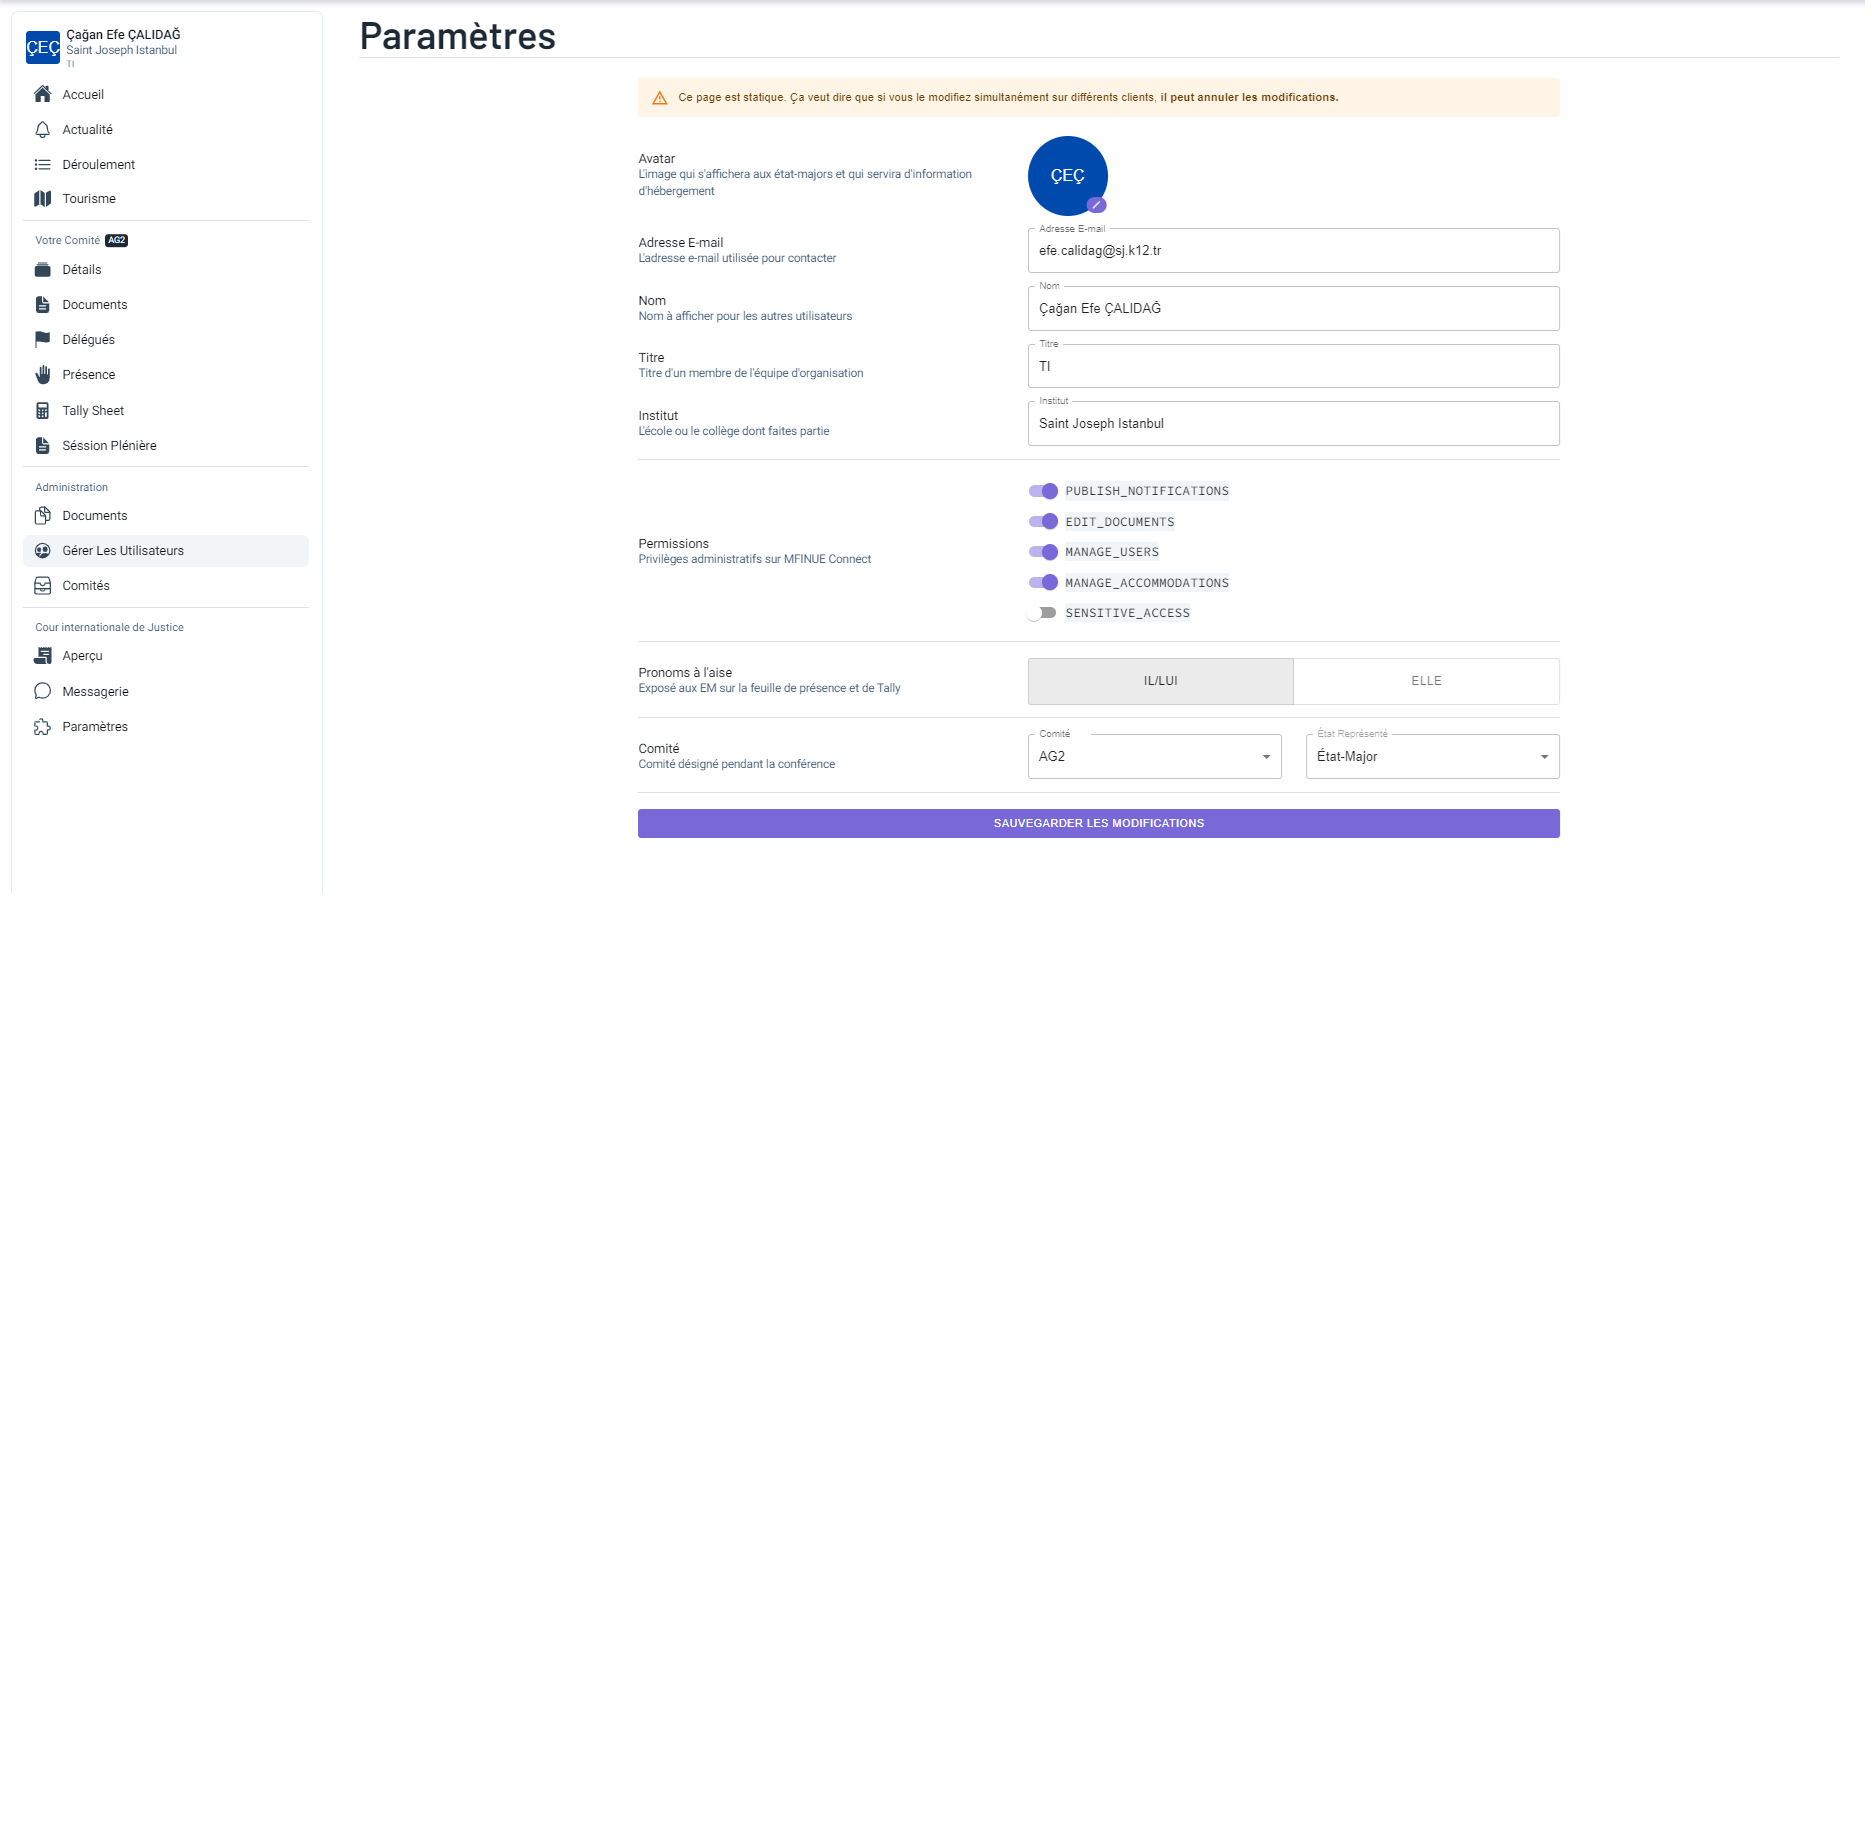 ÇEÇ
Çağan Efe ÇALIDAĞ
Saint Joseph Istanbul
TI
Accueil
Actualité
Déroulement
Tourisme
Votre Comité AG2
Détails
Documents
Délégués
Présence
Tally Sheet
Séssion Plénière
Administration
Documents
Gérer Les Utilisateurs
Comités
Cour internationale de Justice
Aperçu
Messagerie
Paramètres
Paramètres
Ce page est statique. Ça veut dire que si vous le modifiez simultanément sur différents clients, il peut annuler les modifications.
Avatar
L'image qui s'affichera aux état-majors et qui servira d'information
d'hébergement
ÇEÇ
Adresse E-mail
L'adresse e-mail utilisée pour contacter
Adresse E-mail
efe.calidag@sj.k12.tr
Nom
Nom à afficher pour les autres utilisateurs
Nom
Çağan Efe ÇALIDAĞ
Titre
Titre d'un membre de l'équipe d'organisation
Titre
TI
Institut
L'école ou le collège dont faites partie
Institut
Saint Joseph Istanbul
Permissions
Privilèges administratifs sur MFINUE Connect
PUBLISH_NOTIFICATIONS
EDIT_DOCUMENTS
MANAGE_USERS
MANAGE_ACCOMMODATIONS
SENSITIVE_ACCESS
Pronoms à l'aise
Exposé aux EM sur la feuille de présence et de Tally
IL/LUI
ELLE
Comité
Comité désigné pendant la conférence
Comité
AG2
État Représenté
État-Major
SAUVEGARDER LES MODIFICATIONS